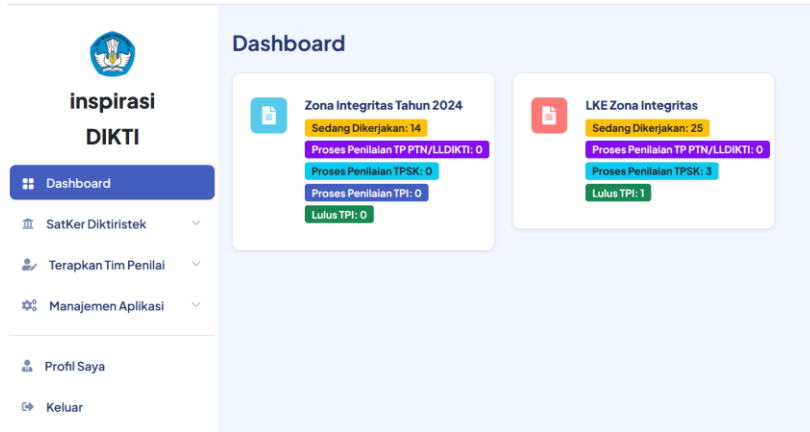 inspirasi
DIKTI
Dashboard
SatKer Diktiristek
Terapkan Tim Penilai
Manajemen Aplikasi
Profil Saya
Keluar
Dashboard
Zona Integritas Tahun 2024
Sedang Dikerjakan: 14
Proses Penilaian TP PTN/LLDIKTI: 0
Proses Penilaian TPSK: 0
Proses Penilaian TPI: 0
Lulus TPI: 0
LKE Zona Integritas
Sedang Dikerjakan: 25
Proses Penilaian TP PTN/LLDIKTI: 0
Proses Penilaian TPSK: 3
Lulus TPI: 1